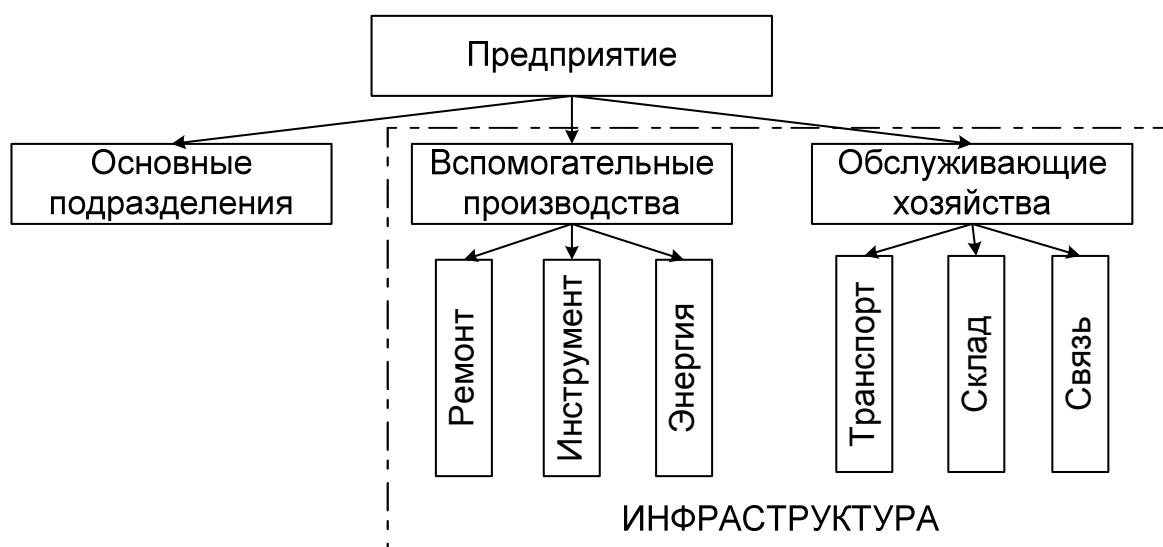 Предприятие
Основные
подразделения
Вспомогательные
производства
Обслуживающие
хозяйства
Ремонт
Инструмент
Энергия
Транспорт
Склад
Связь
ИНФРАСТРУКТУРА